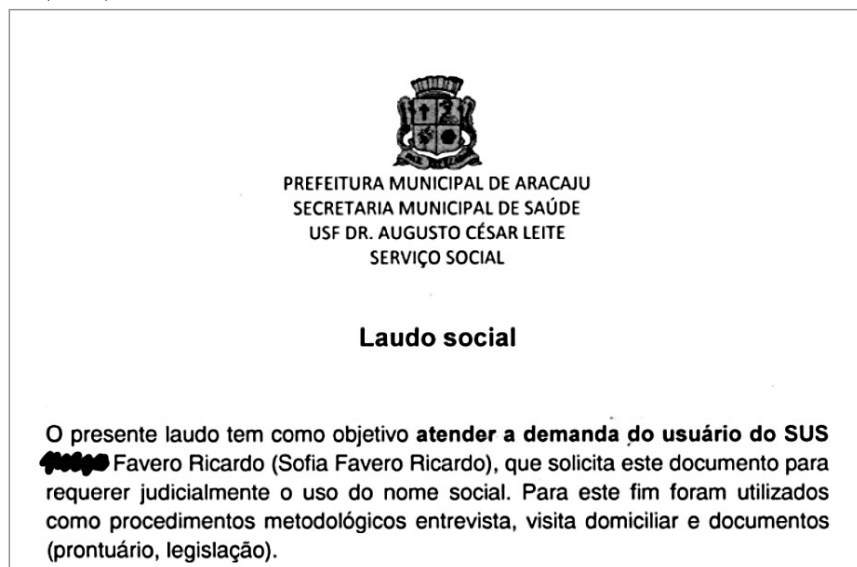 PREFEITURA MUNICIPAL DE ARACAJU
SECRETARIA MUNICIPAL DE SAÚDE
USF DR. AUGUSTO CÉSAR LEITE
SERVIÇO SOCIAL
Laudo social
O presente laudo tem como objetivo atender a demanda do usuário do SUS
Favero Ricardo (Sofia Favero Ricardo), que solicita este documento para
requerer judicialmente o uso do nome social. Para este fim foram utilizados
como procedimentos metodológicos entrevista, visita domiciliar e documentos
(prontuário, legislação).